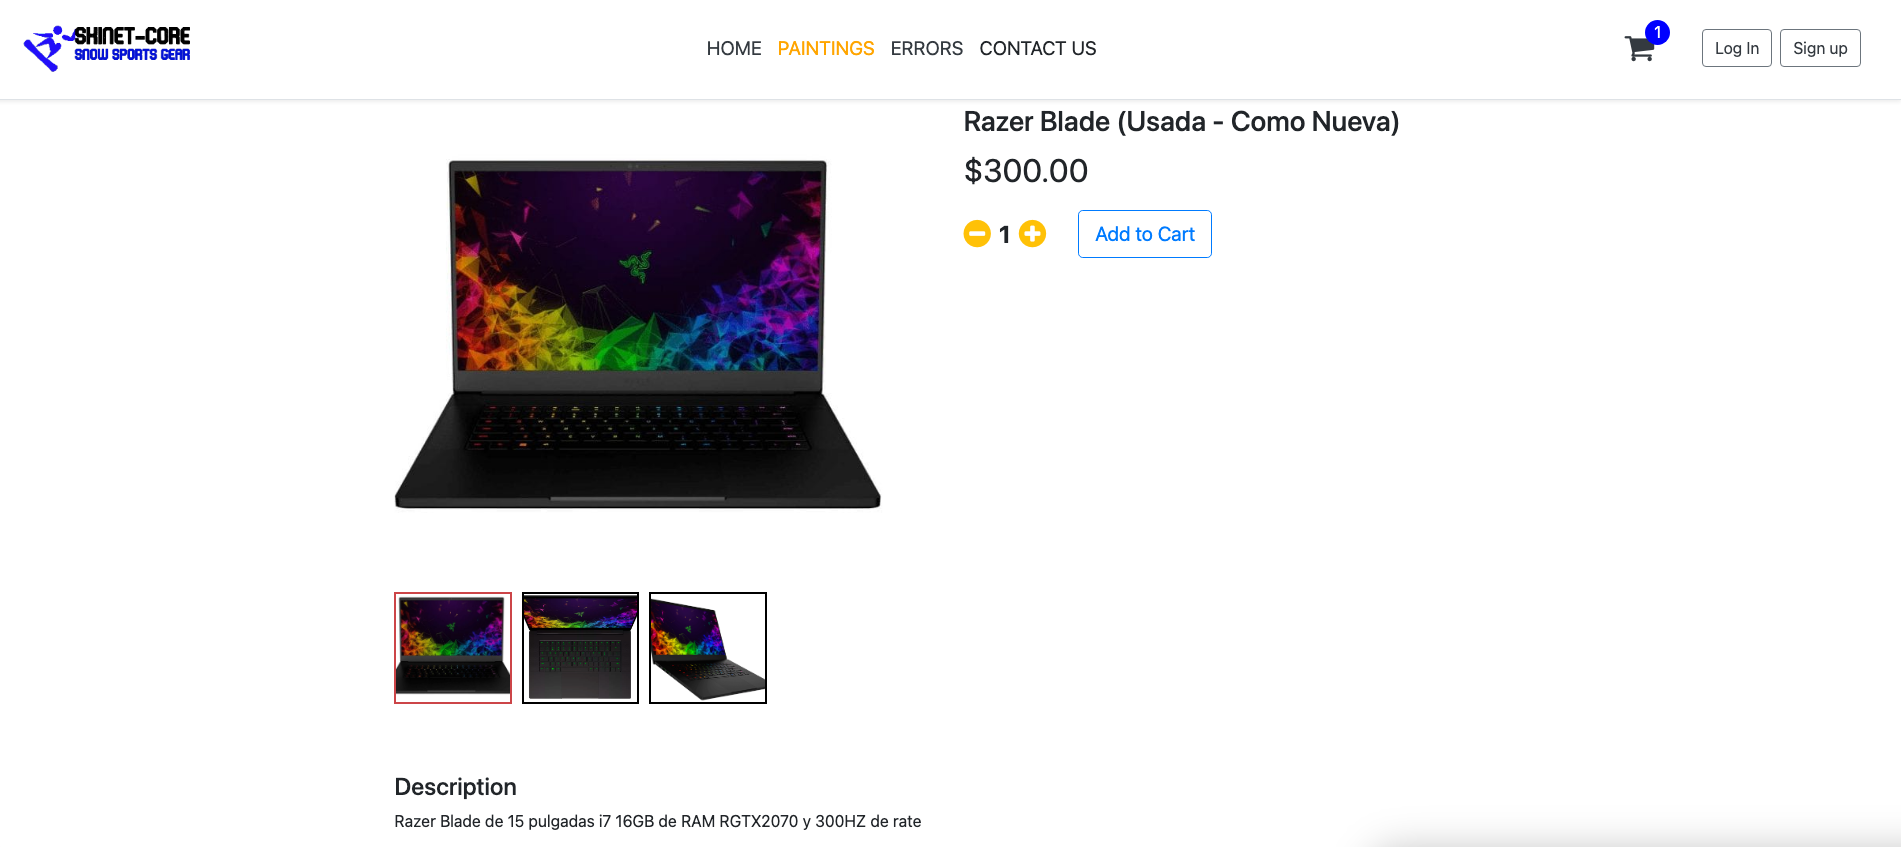 SHINET-CORE
SNOW SPORTS GEAR
HOME PAINTINGS ERRORS CONTACT US
1
Log In
Sign up
Razer Blade (Usada - Como Nueva)
$300.00
1
Add to Cart
Description
Razer Blade de 15 pulgadas i7 16GB de RAM RGTX2070 y 300HZ de rate